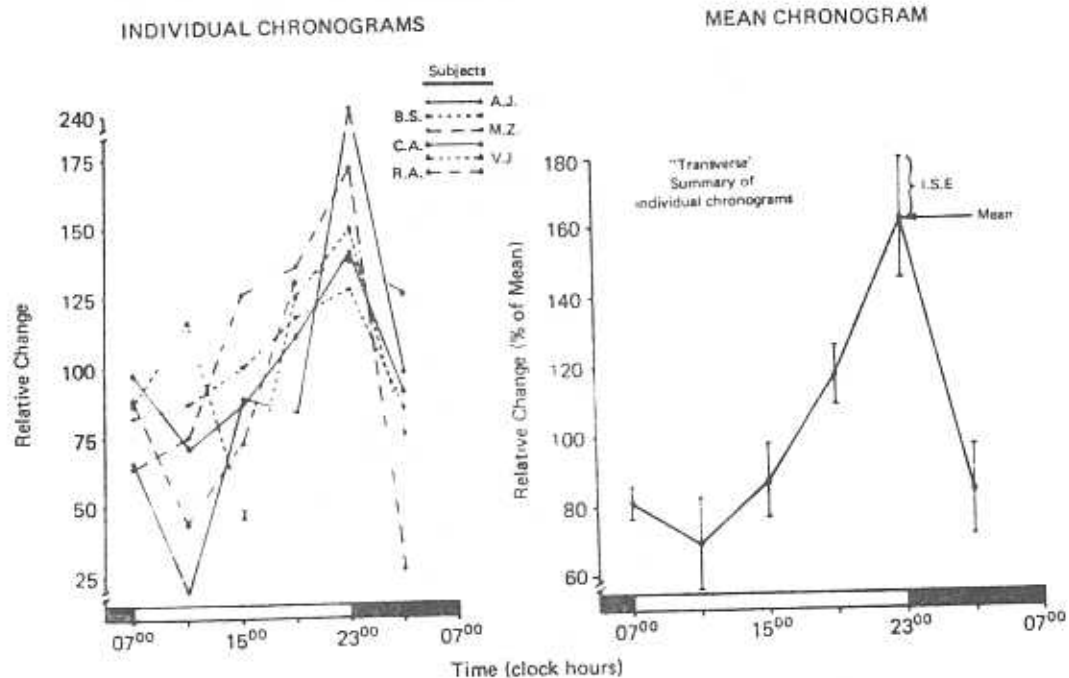 INDIVIDUAL CHRONOGRAMS
Subjects
A.J.
B.S.
M.Z.
C.A.
V.J
R.A.
240
175
150
125
100
75
50
25
Relative Change
07⁰⁰ 15⁰⁰ 23⁰⁰ 07⁰⁰
MEAN CHRONOGRAM
"Transverse'
Summary of
individual chronograms
I.S.E
Mean
180
160
140
120
100
80
60
Relative Change (% of Mean)
07⁰⁰ 15⁰⁰ 23⁰⁰ 07⁰⁰
Time (clock hours)